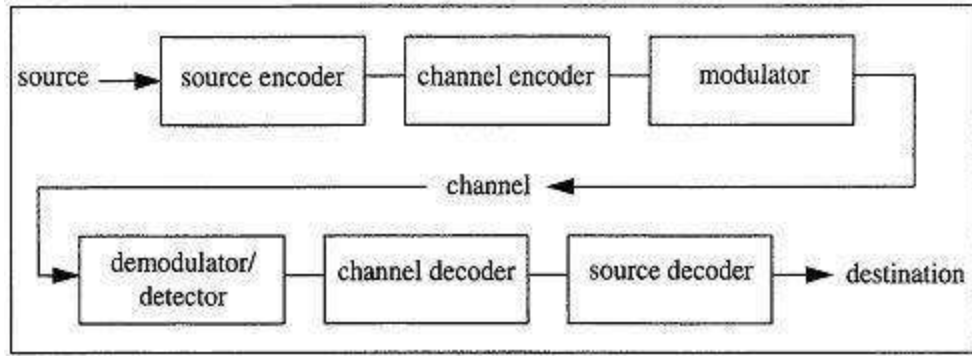 source
source encoder
channel encoder
modulator
channel
demodulator/
detector
channel decoder
source decoder
destination